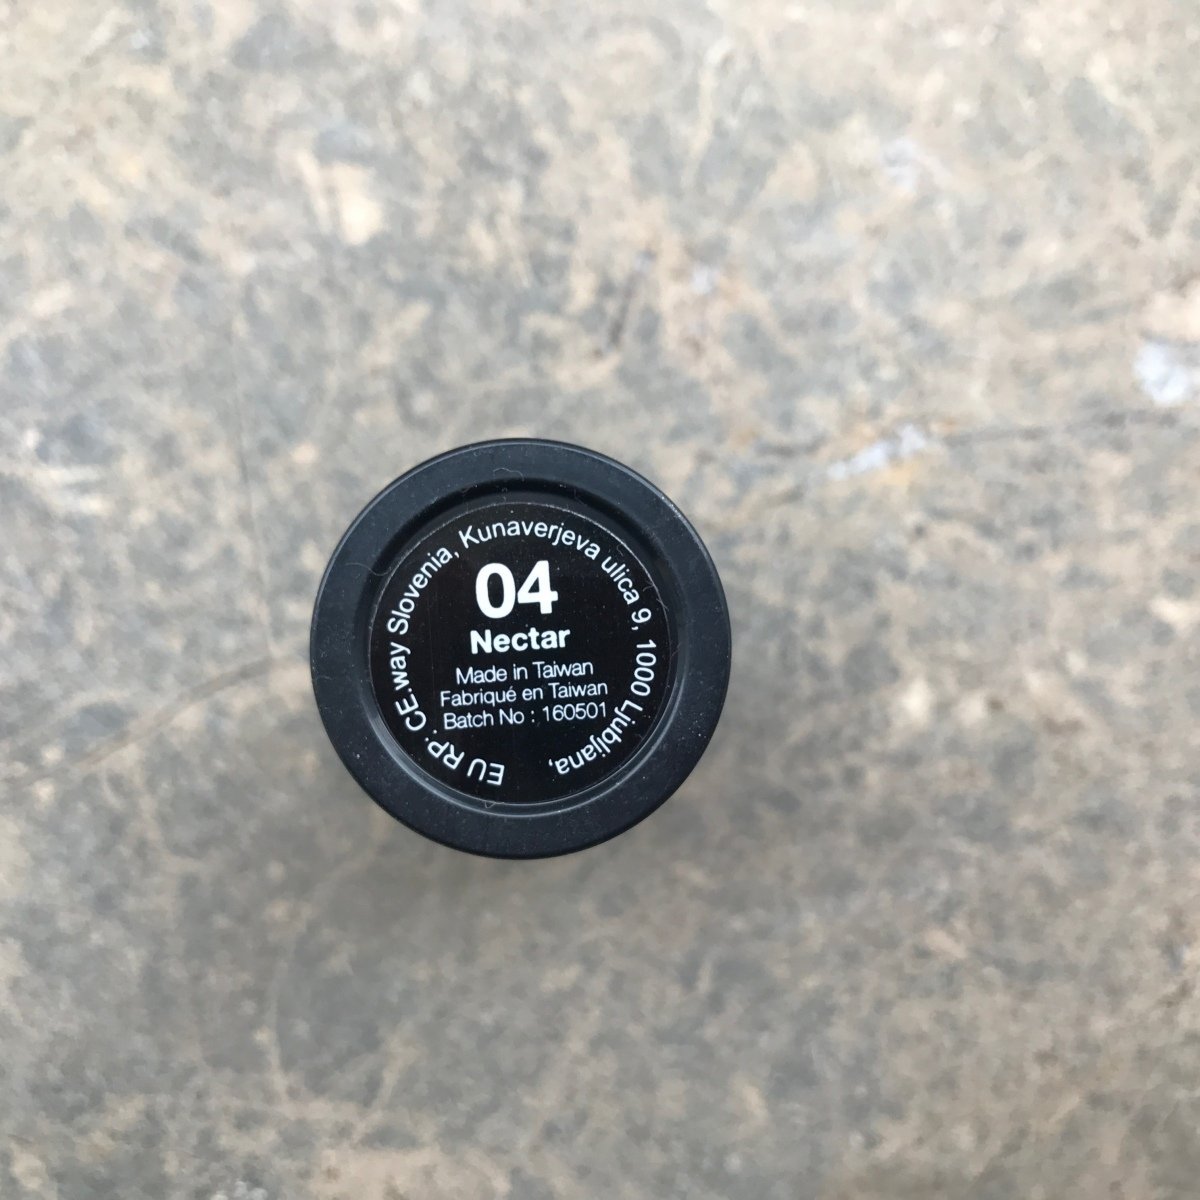 EU RP: CE.way Slovenia, Kunaverjeva ulica 9, 1000 Ljubljana,
04
Nectar
Made in Taiwan
Fabriqué en Taiwan
Batch No : 160501